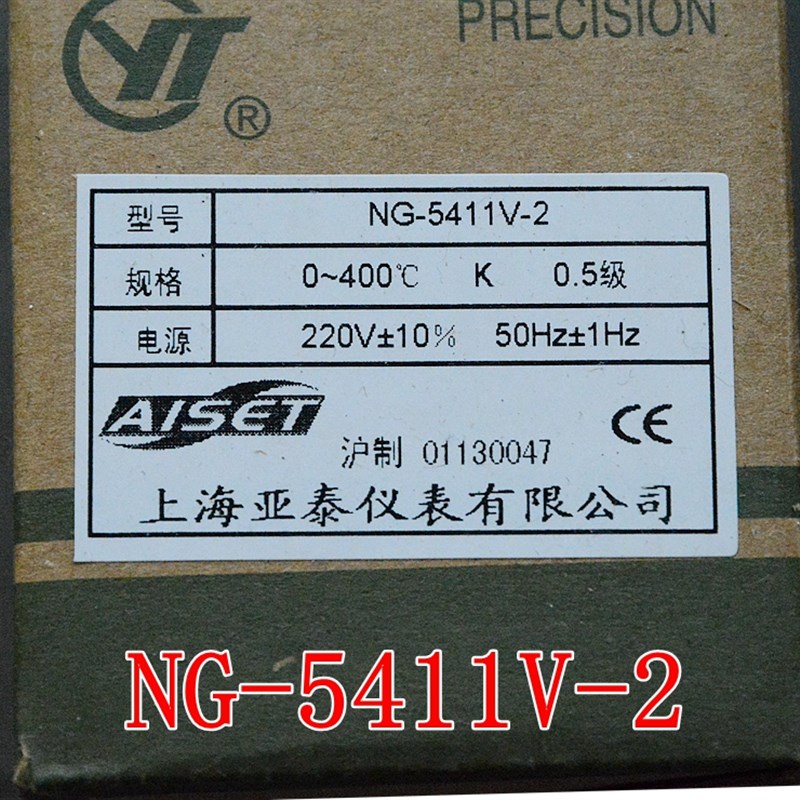 YT ®
PRECISION
型号 NG-5411V-2
规格 0~400℃ K 0.5级
电源 220V±10% 50Hz±1Hz
AISET
CE
沪制 01130047
上海亚泰仪表有限公司
NG-5411V-2